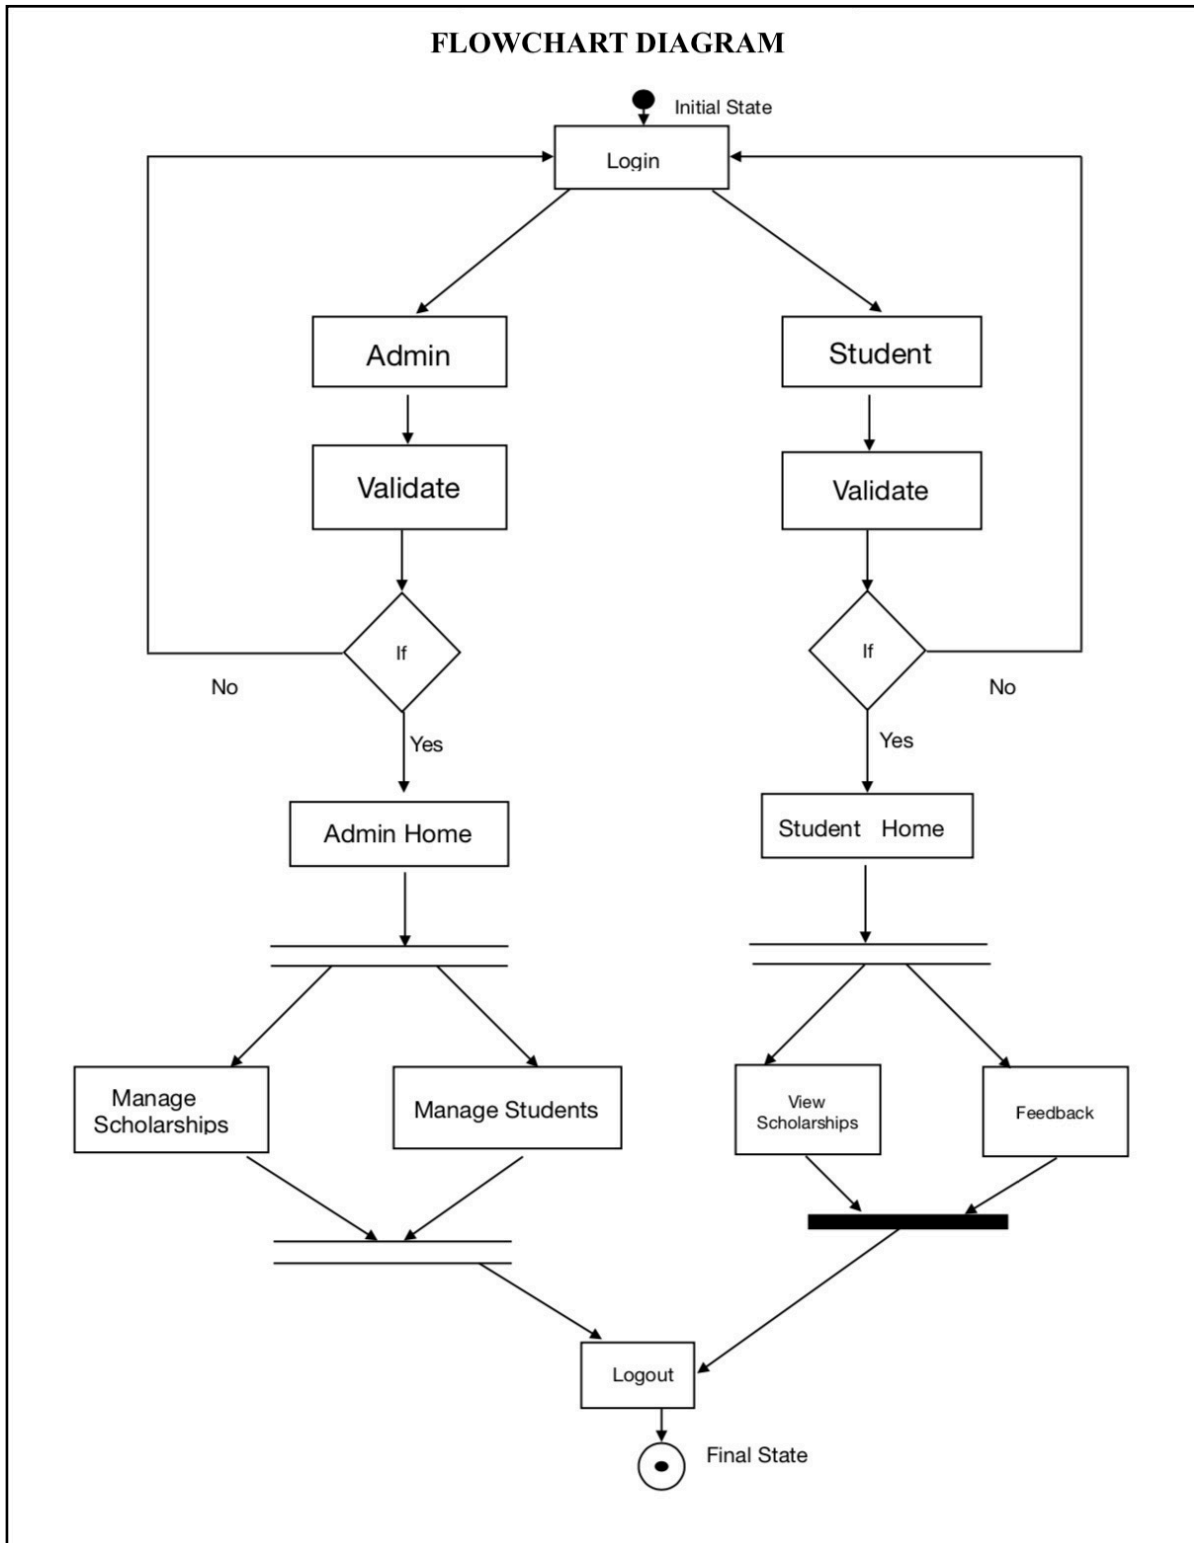 FLOWCHART DIAGRAM
Initial State
Login
Admin
Student
Validate
Validate
If
If
No
No
Yes
Yes
Admin Home
Student Home
Manage
Scholarships
Manage Students
View
Scholarships
Feedback
Logout
Final State